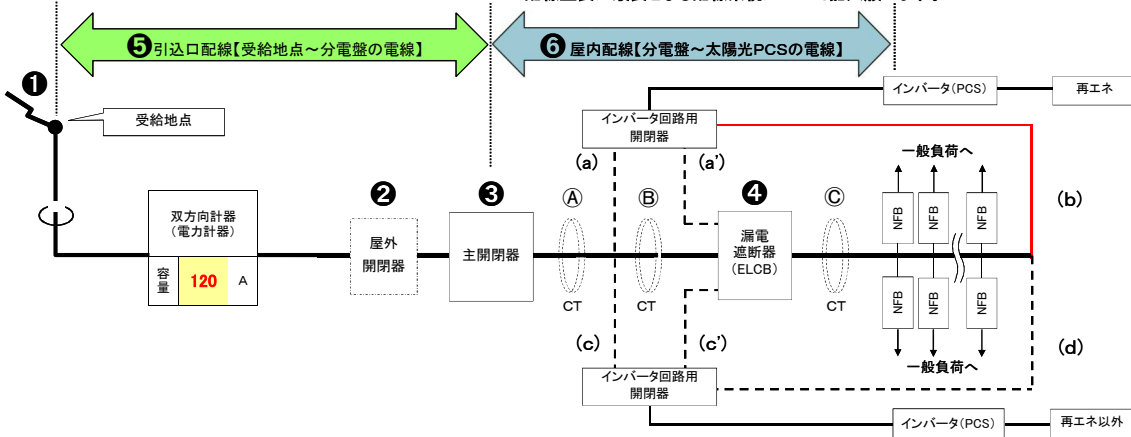 ❺引込口配線【受給地点～分電盤の電線】
❻屋内配線【分電盤～太陽光PCSの電線】
❶
受給地点
インバータ(PCS)
再エネ
インバータ回路用
開閉器
(a)
(a')
一般負荷へ
❷
❸
Ⓐ
Ⓑ
❹
Ⓒ
NFB
NFB
NFB
(b)
双方向計器
(電力計器)
容量
120
A
屋外
開閉器
主開閉器
漏電
遮断器
(ELCB)
CT
CT
CT
NFB
NFB
NFB
(c)
(c')
(d)
一般負荷へ
インバータ回路用
開閉器
インバータ(PCS)
再エネ以外